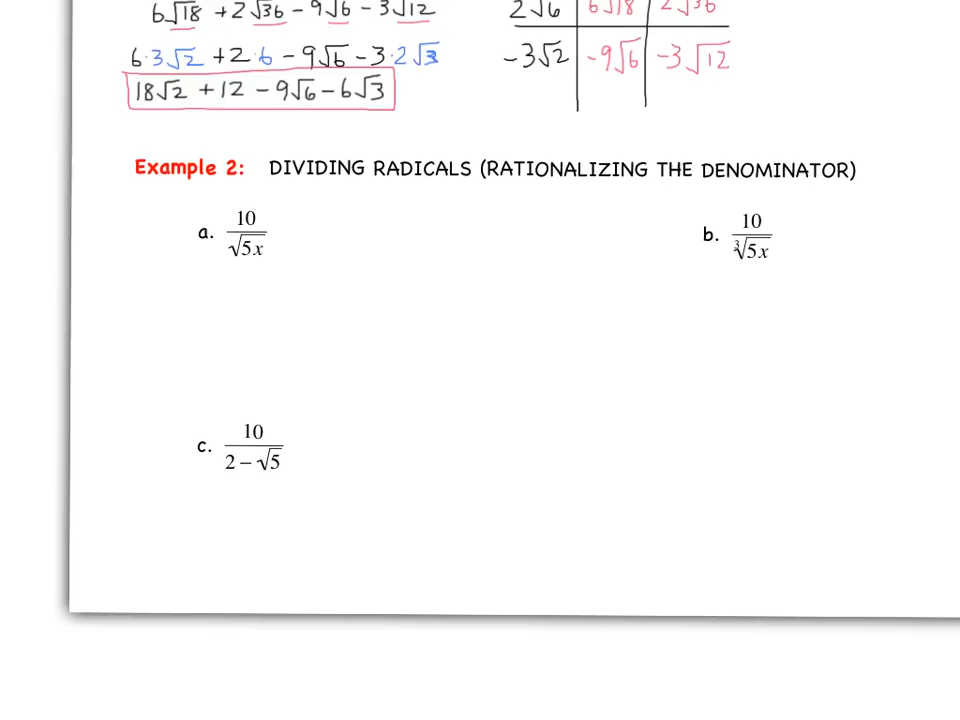 6√18 + 2√36 − 9√6 − 3√12
6·3√2 + 2·6 − 9√6 − 3·2√3
18√2 + 12 − 9√6 − 6√3
2√6 6√18 2√36
−3√2 −9√6 −3√12
Example 2: DIVIDING RADICALS (RATIONALIZING THE DENOMINATOR)
a. 10/√5x
b. 10/∛5x
c. 10/2 − √5